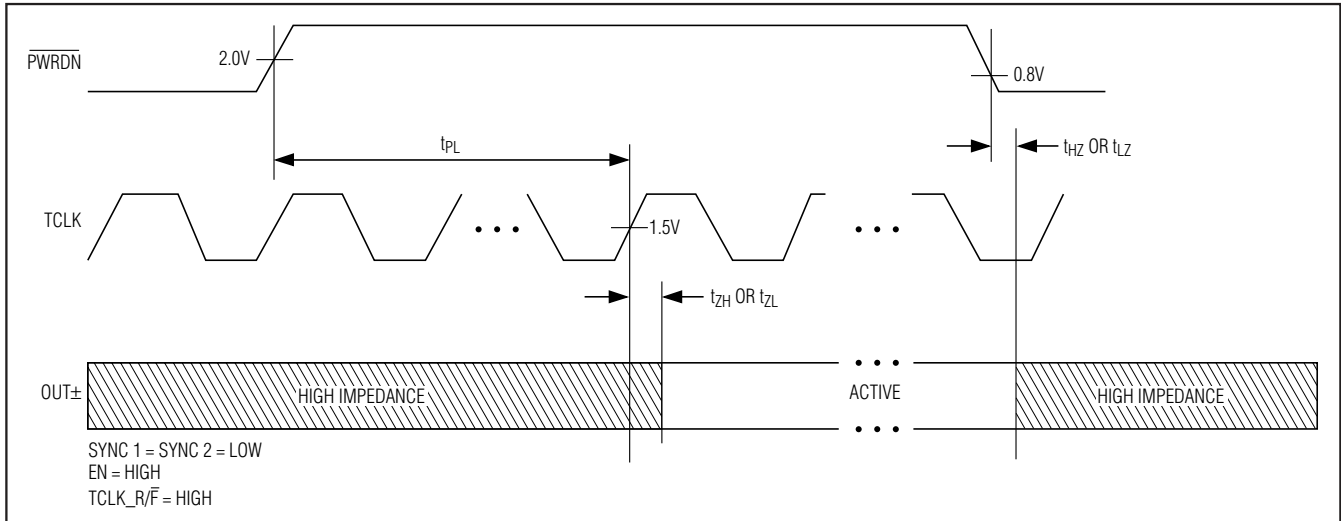 P̅W̅R̅D̅N̅
2.0V
0.8V
tPL
tHZ OR tLZ
TCLK
1.5V
tZH OR tZL
OUT±
HIGH IMPEDANCE
ACTIVE
HIGH IMPEDANCE
SYNC 1 = SYNC 2 = LOW
EN = HIGH
TCLK_R/F̅ = HIGH